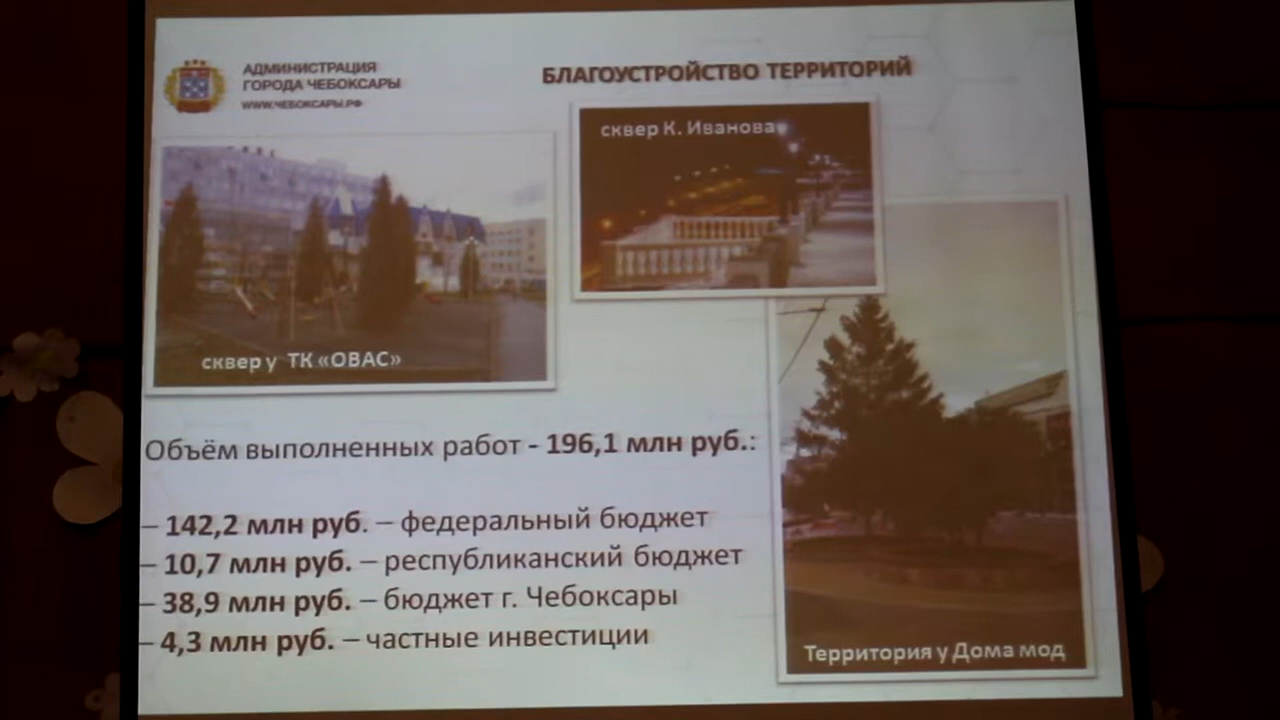 АДМИНИСТРАЦИЯ
ГОРОДА ЧЕБОКСАРЫ
WWW.ЧЕБОКСАРЫ.РФ
БЛАГОУСТРОЙСТВО ТЕРРИТОРИЙ
сквер К. Иванова
сквер у ТК «ОВАС»
Объём выполненных работ - 196,1 млн руб.:
– 142,2 млн руб. – федеральный бюджет
– 10,7 млн руб. – республиканский бюджет
– 38,9 млн руб. – бюджет г. Чебоксары
– 4,3 млн руб. – частные инвестиции
Территория у Дома мод